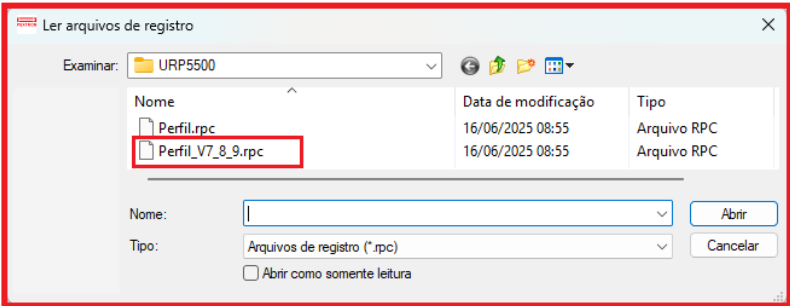 Ler arquivos de registro
Examinar: URP5500
Nome Data de modificação Tipo
Perfil.rpc 16/06/2025 08:55 Arquivo RPC
Perfil_V7_8_9.rpc 16/06/2025 08:55 Arquivo RPC
Nome: Abrir
Tipo: Arquivos de registro (*.rpc) Cancelar
Abrir como somente leitura